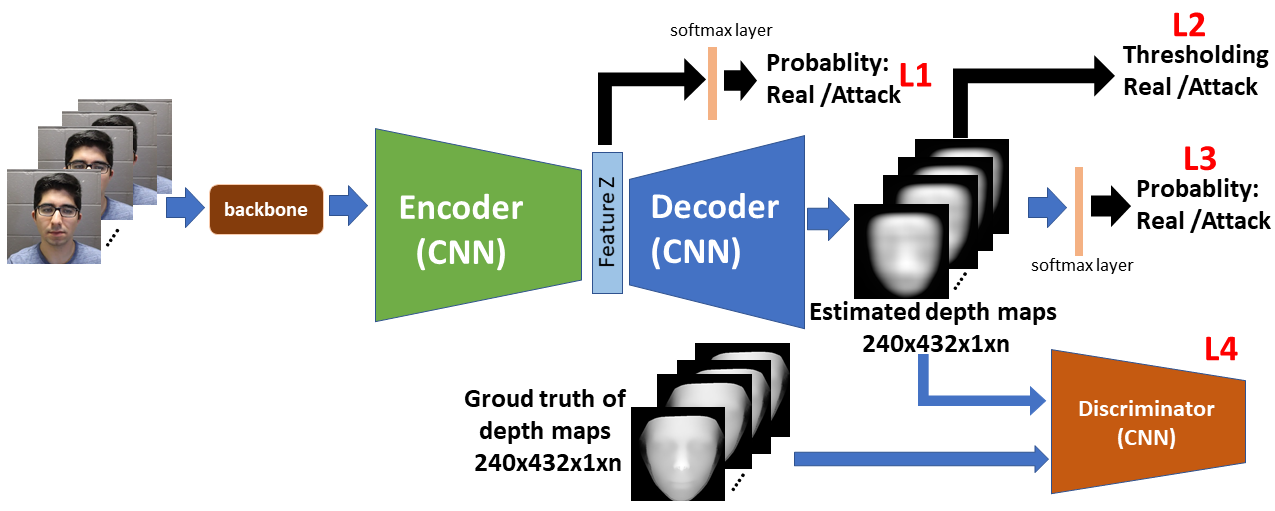 softmax layer
Probablity:
Real /Attack
L1
L2
Thresholding
Real /Attack
backbone
Encoder
(CNN)
Feature Z
Decoder
(CNN)
L3
Probablity:
Real /Attack
softmax layer
Estimated depth maps
240x432x1xn
Groud truth of
depth maps
240x432x1xn
L4
Discriminator
(CNN)